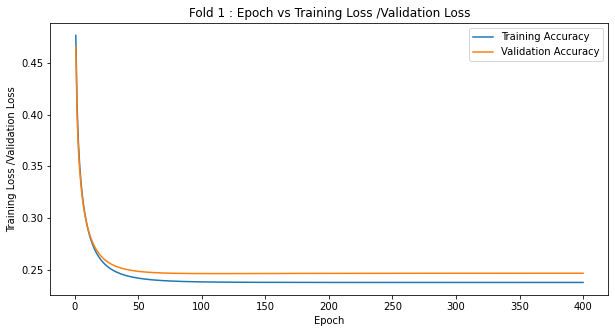 Fold 1 : Epoch vs Training Loss /Validation Loss
Training Accuracy
Validation Accuracy
Training Loss /Validation Loss
0.45
0.40
0.35
0.30
0.25
0
50
100
150
200
250
300
350
400
Epoch